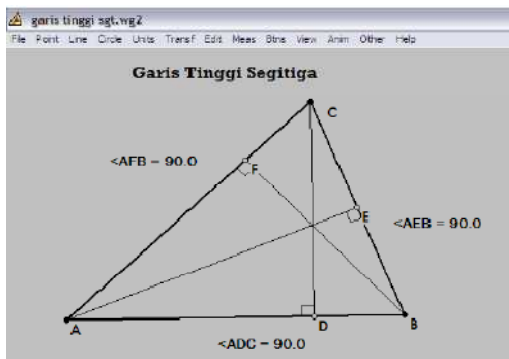 garis tinggi sgt.wg2
File Point Line Circle Units Transf Edit Meas Btns View Anim Other Help
Garis Tinggi Segitiga
C
<AFB = 90.0
F
E
<AEB = 90.0
A
D
B
<ADC = 90.0